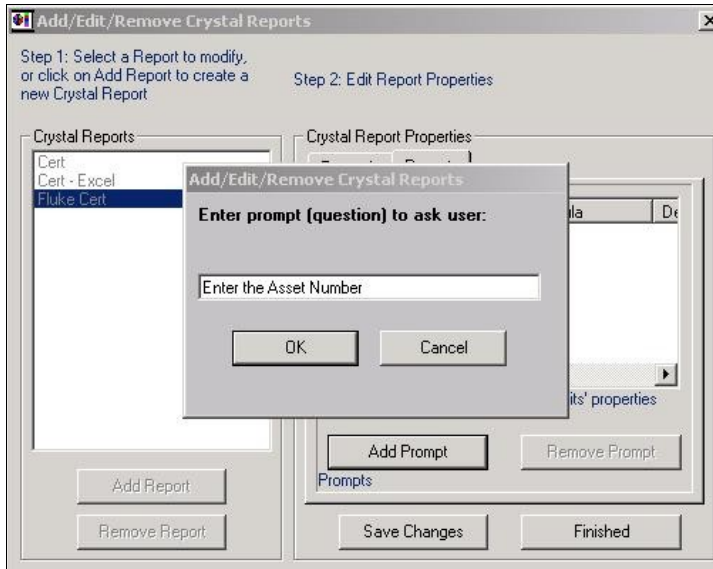 Add/Edit/Remove Crystal Reports
Step 1: Select a Report to modify,
or click on Add Report to create a
new Crystal Report
Step 2: Edit Report Properties
Crystal Reports
Cert
Cert - Excel
Fluke Cert
Add Report
Remove Report
Crystal Report Properties
Add/Edit/Remove Crystal Reports
Enter prompt (question) to ask user:
Enter the Asset Number
OK
Cancel
its' properties
Add Prompt
Remove Prompt
Prompts
Save Changes
Finished